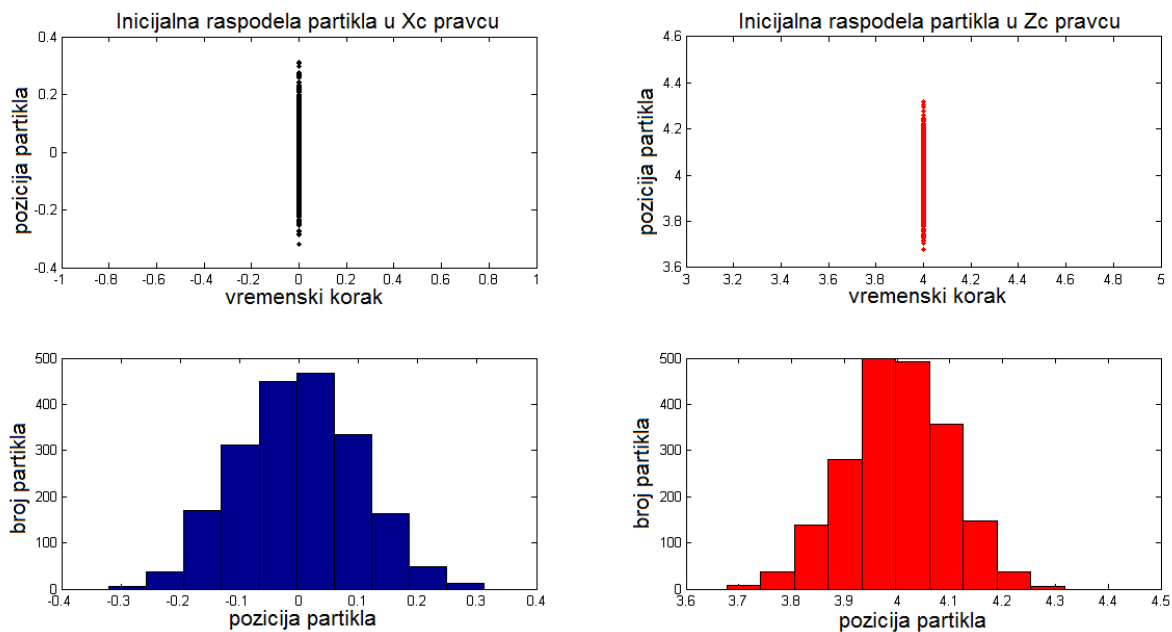 Inicijalna raspodela partikla u Xc pravcu
0.4
0.2
0
-0.2
-0.4
pozicija partikla
-1 -0.8 -0.6 -0.4 -0.2 0 0.2 0.4 0.6 0.8 1
vremenski korak
Inicijalna raspodela partikla u Zc pravcu
4.6
4.4
4.2
4
3.8
3.6
pozicija partikla
3 3.2 3.4 3.6 3.8 4 4.2 4.4 4.6 4.8 5
vremenski korak
500
400
300
200
100
0
broj partikla
-0.4 -0.3 -0.2 -0.1 0 0.1 0.2 0.3 0.4
pozicija partikla
500
400
300
200
100
0
broj partikla
3.6 3.7 3.8 3.9 4 4.1 4.2 4.3 4.4 4.5
pozicija partikla